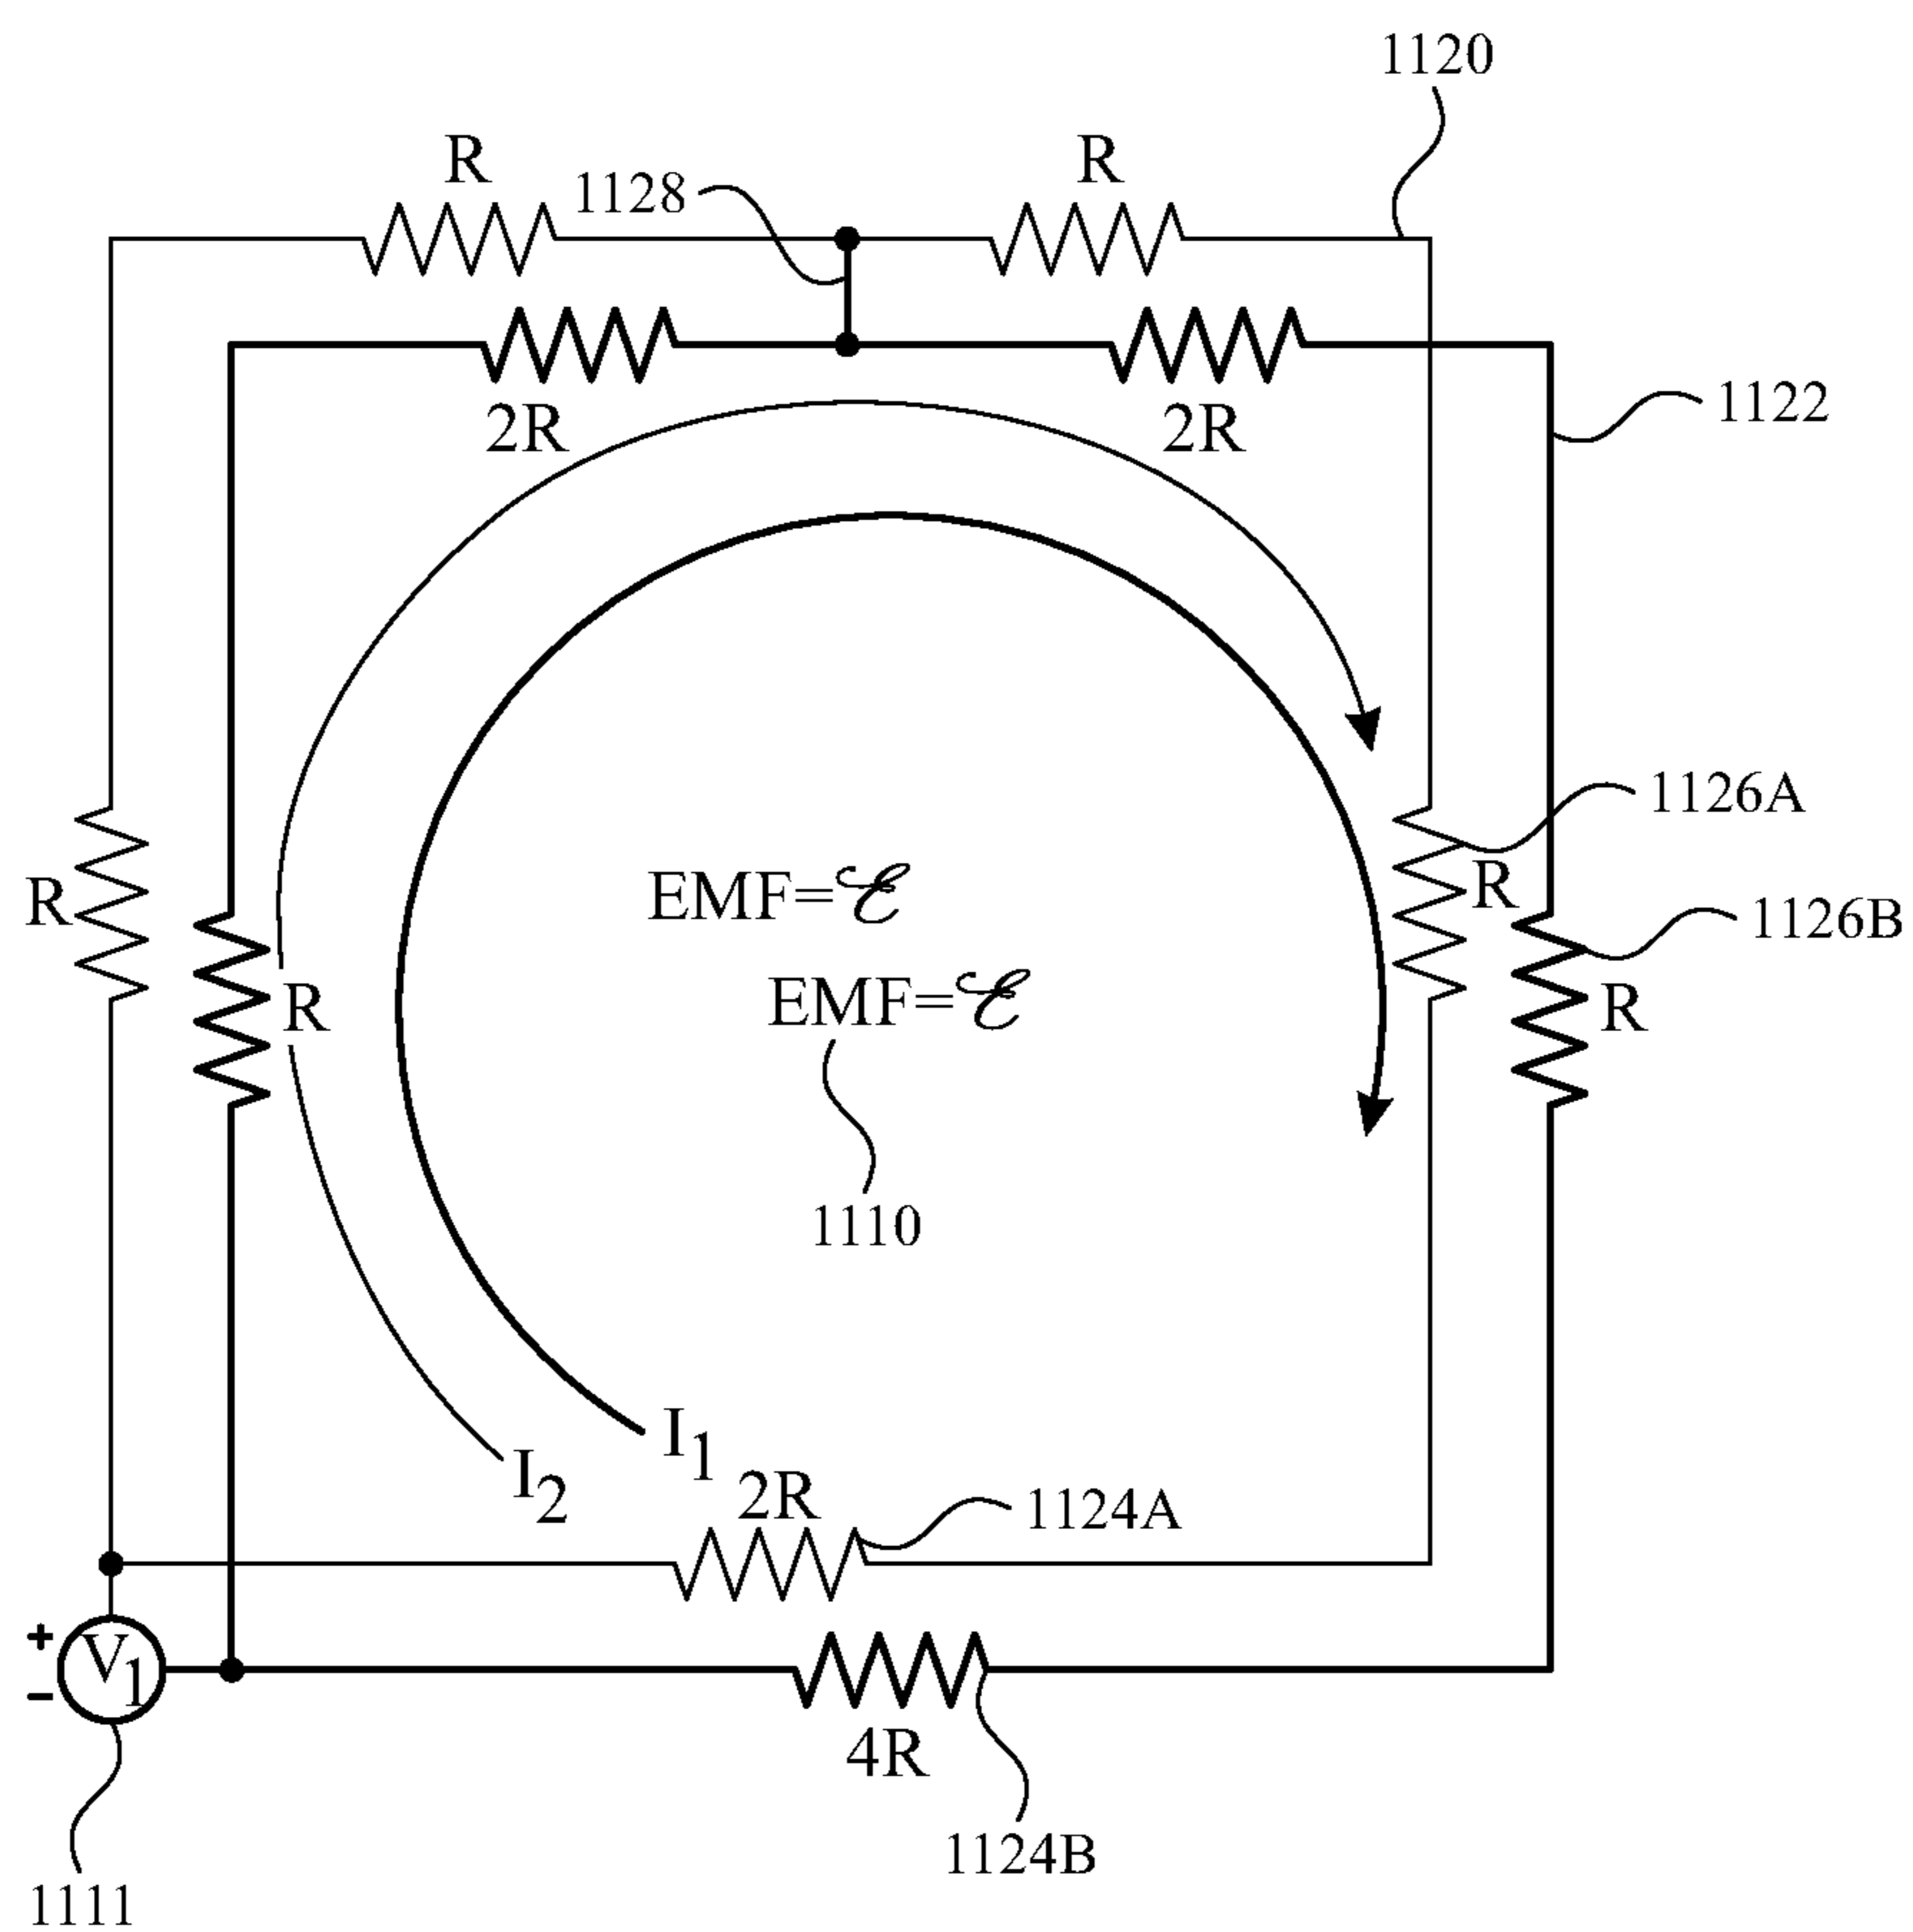 1120
R
R
1128
1122
2R
2R
1126A
R
R
EMF=ℰ
1126B
EMF=ℰ
R
R
1110
I1
I2
2R
1124A
+
V1
-
4R
1124B
1111